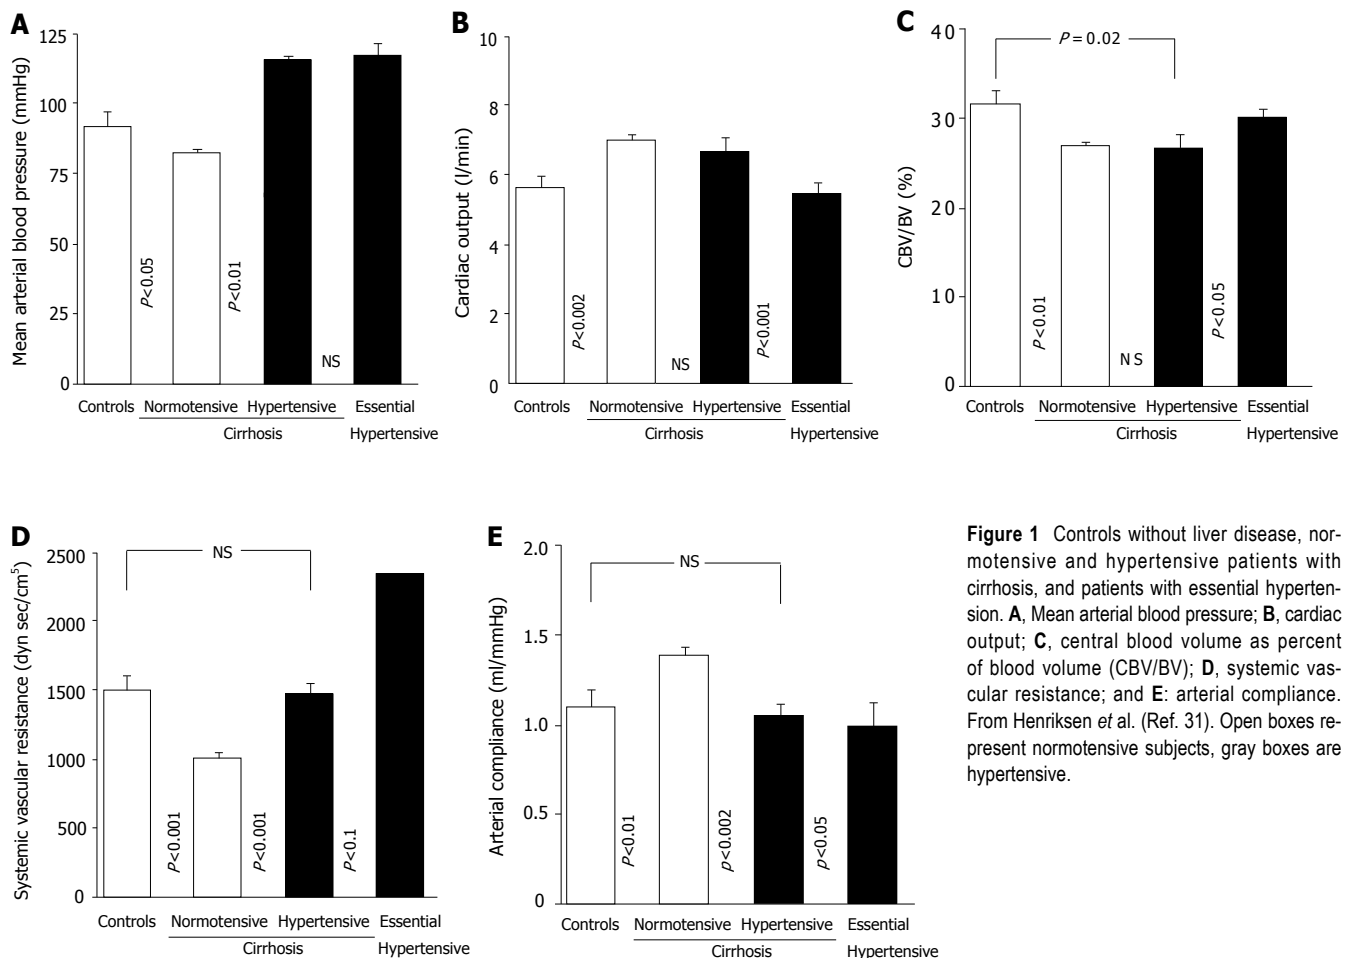 A
Mean arterial blood pressure (mmHg)
125
100
75
50
25
0
P<0.05
P<0.01
NS
Controls Normotensive Hypertensive Essential
Cirrhosis Hypertensive
B
Cardiac output (l/min)
10
8
6
4
2
0
P<0.002
NS
P<0.001
Controls Normotensive Hypertensive Essential
Cirrhosis Hypertensive
C
CBV/BV (%)
40
30
20
10
0
P = 0.02
P<0.01
N S
P<0.05
Controls Normotensive Hypertensive Essential
Cirrhosis Hypertensive
D
Systemic vascular resistance (dyn sec/cm⁵)
2500
2000
1500
1000
500
0
NS
P<0.001
P<0.001
P<0.1
Controls Normotensive Hypertensive Essential
Cirrhosis Hypertensive
E
Arterial compliance (ml/mmHg)
2.0
1.5
1.0
0.5
0
NS
P<0.01
p<0.002
p<0.05
Controls Normotensive Hypertensive Essential
Cirrhosis Hypertensive
Figure 1 Controls without liver disease, nor-
motensive and hypertensive patients with
cirrhosis, and patients with essential hyperten-
sion. A, Mean arterial blood pressure; B, cardiac
output; C, central blood volume as percent
of blood volume (CBV/BV); D, systemic vas-
cular resistance; and E: arterial compliance.
From Henriksen et al. (Ref. 31). Open boxes re-
present normotensive subjects, gray boxes are
hypertensive.